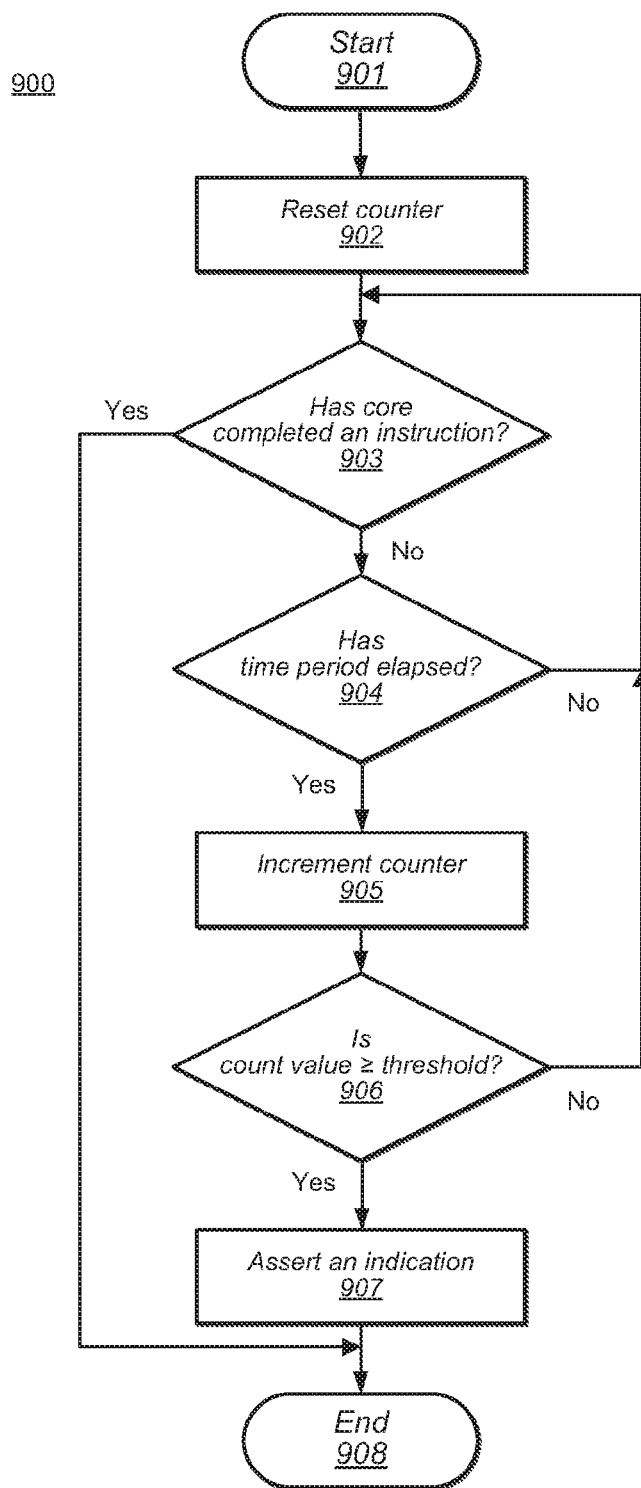 900
Start
901
Reset counter
902
Has core
completed an instruction?
903
Yes
No
Has
time period elapsed?
904
No
Yes
Increment counter
905
Is
count value ≥ threshold?
906
No
Yes
Assert an indication
907
End
908